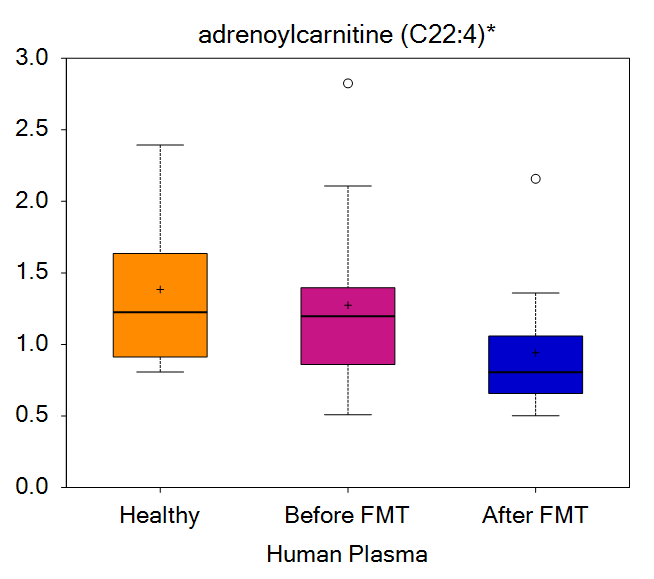 adrenoylcarnitine (C22:4)*
3.0
2.5
2.0
1.5
1.0
0.5
0.0
Healthy Before FMT After FMT
Human Plasma